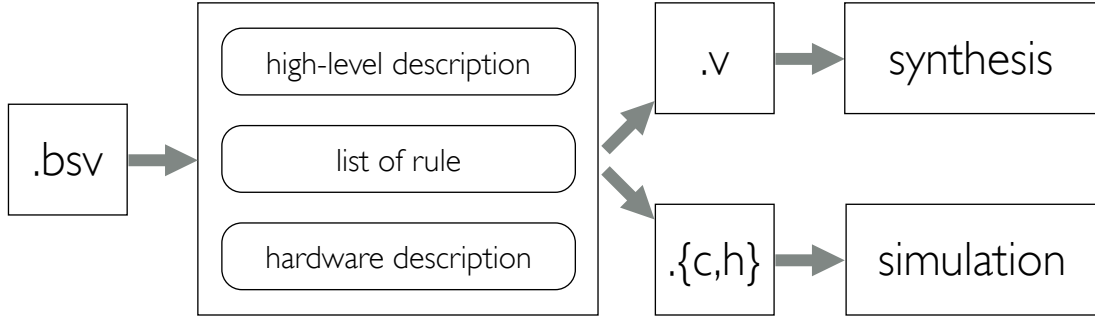 .bsv
high-level description
list of rule
hardware description
.v
synthesis
.{c,h}
simulation